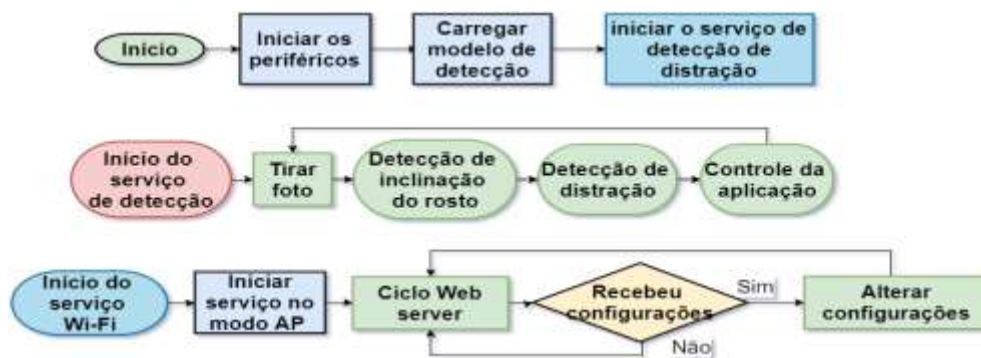 Início
Iniciar os
periféricos
Carregar
modelo de
detecção
iniciar o serviço de
detecção de
distração
Início do
serviço
de detecção
Tirar
foto
Detecção de
inclinação
do rosto
Detecção de
distração
Controle da
aplicação
Início do
serviço
Wi-Fi
Iniciar
serviço no
modo AP
Ciclo Web
server
Recebeu
configurações
Sim
Não
Alterar
configurações